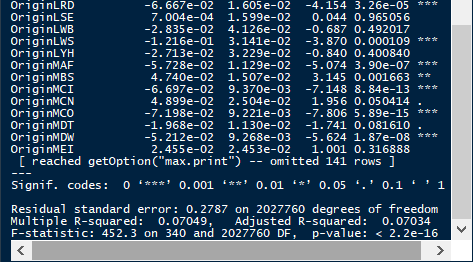 OriginLRD -6.667e-02 1.605e-02 -4.154 3.26e-05 ***
OriginLSE 7.004e-04 1.599e-02 0.044 0.965056
OriginLWB -2.835e-02 4.126e-02 -0.687 0.492017
OriginLWS -1.216e-01 3.141e-02 -3.870 0.000109 ***
OriginLYH -2.713e-02 3.229e-02 -0.840 0.400840
OriginMAF -5.728e-02 1.129e-02 -5.074 3.90e-07 ***
OriginMBS 4.740e-02 1.507e-02 3.145 0.001663 **
OriginMCI -6.697e-02 9.370e-03 -7.148 8.84e-13 ***
OriginMCN 4.899e-02 2.504e-02 1.956 0.050414 .
OriginMCO -7.198e-02 9.221e-03 -7.806 5.89e-15 ***
OriginMDT -1.968e-02 1.130e-02 -1.741 0.081610 .
OriginMDW -5.212e-02 9.268e-03 -5.624 1.87e-08 ***
OriginMEI 2.455e-02 2.453e-02 1.001 0.316888
[ reached getOption("max.print") -- omitted 141 rows ]
---
Signif. codes: 0 ‘***’ 0.001 ‘**’ 0.01 ‘*’ 0.05 ‘.’ 0.1 ‘ ’ 1
Residual standard error: 0.2787 on 2027760 degrees of freedom
Multiple R-squared: 0.07049, Adjusted R-squared: 0.07034
F-statistic: 452.3 on 340 and 2027760 DF, p-value: < 2.2e-16